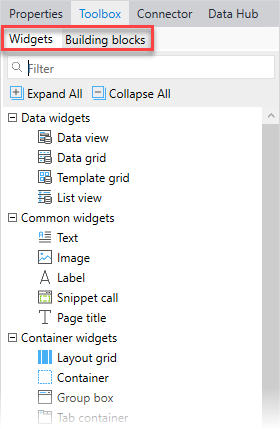 Properties Toolbox Connector Data Hub
Widgets Building blocks
Filter
Expand All Collapse All
Data widgets
Data view
Data grid
Template grid
List view
Common widgets
Text
Image
Label
Snippet call
Page title
Container widgets
Layout grid
Container
Group box
Tab container